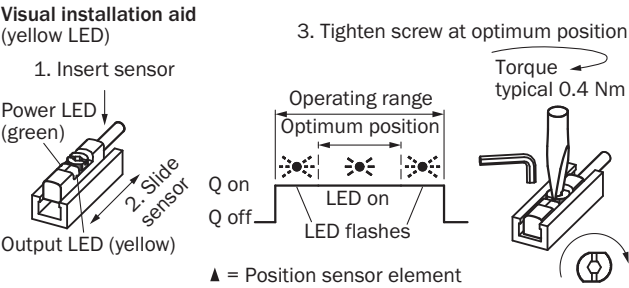 Visual installation aid
(yellow LED)
1. Insert sensor
Power LED
(green)
2. Slide
sensor
Output LED (yellow)
Operating range
Optimum position
Q on
Q off
LED on
LED flashes
▲ = Position sensor element
3. Tighten screw at optimum position
Torque
typical 0.4 Nm